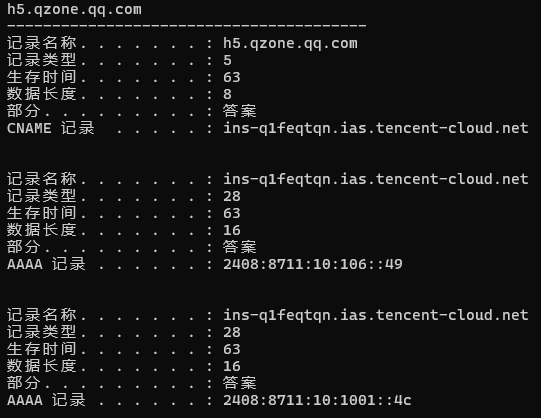 h5.qzone.qq.com
----------------------------------------
记录名称. . . . . . . : h5.qzone.qq.com
记录类型. . . . . . . : 5
生存时间. . . . . . . : 63
数据长度. . . . . . . : 8
部分. . . . . . . . . : 答案
CNAME 记录  . . . . . : ins-q1feqtqn.ias.tencent-cloud.net
记录名称. . . . . . . : ins-q1feqtqn.ias.tencent-cloud.net
记录类型. . . . . . . : 28
生存时间. . . . . . . : 63
数据长度. . . . . . . : 16
部分. . . . . . . . . : 答案
AAAA 记录 . . . . . . : 2408:8711:10:106::49
记录名称. . . . . . . : ins-q1feqtqn.ias.tencent-cloud.net
记录类型. . . . . . . : 28
生存时间. . . . . . . : 63
数据长度. . . . . . . : 16
部分. . . . . . . . . : 答案
AAAA 记录 . . . . . . : 2408:8711:10:1001::4c